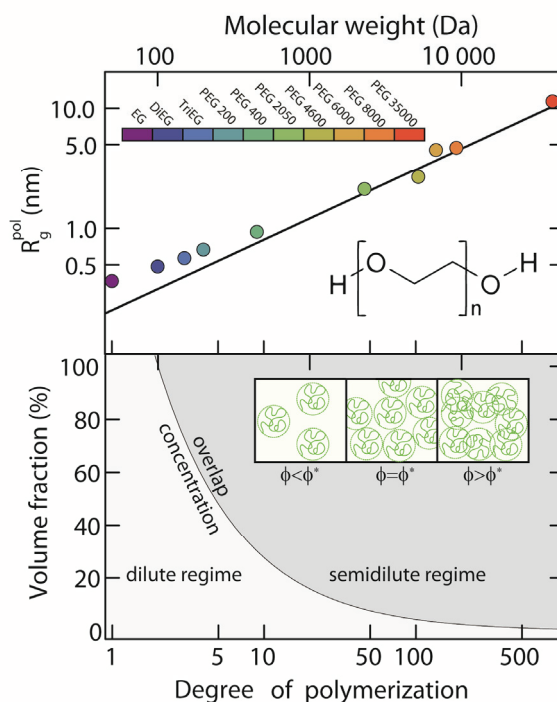 Molecular weight (Da)
100 1000 10 000
EG DiEG TriEG PEG 200 PEG 400 PEG 2050 PEG 4600 PEG 6000 PEG 8000 PEG 35000
10.0
5.0
1.0
0.5
R_g^pol (nm)
H O O H
n
100
80
60
40
20
0
Volume fraction (%)
overlap
concentration
ϕ<ϕ* ϕ=ϕ* ϕ>ϕ*
dilute regime semidilute regime
1 5 10 50 100 500
Degree of polymerization